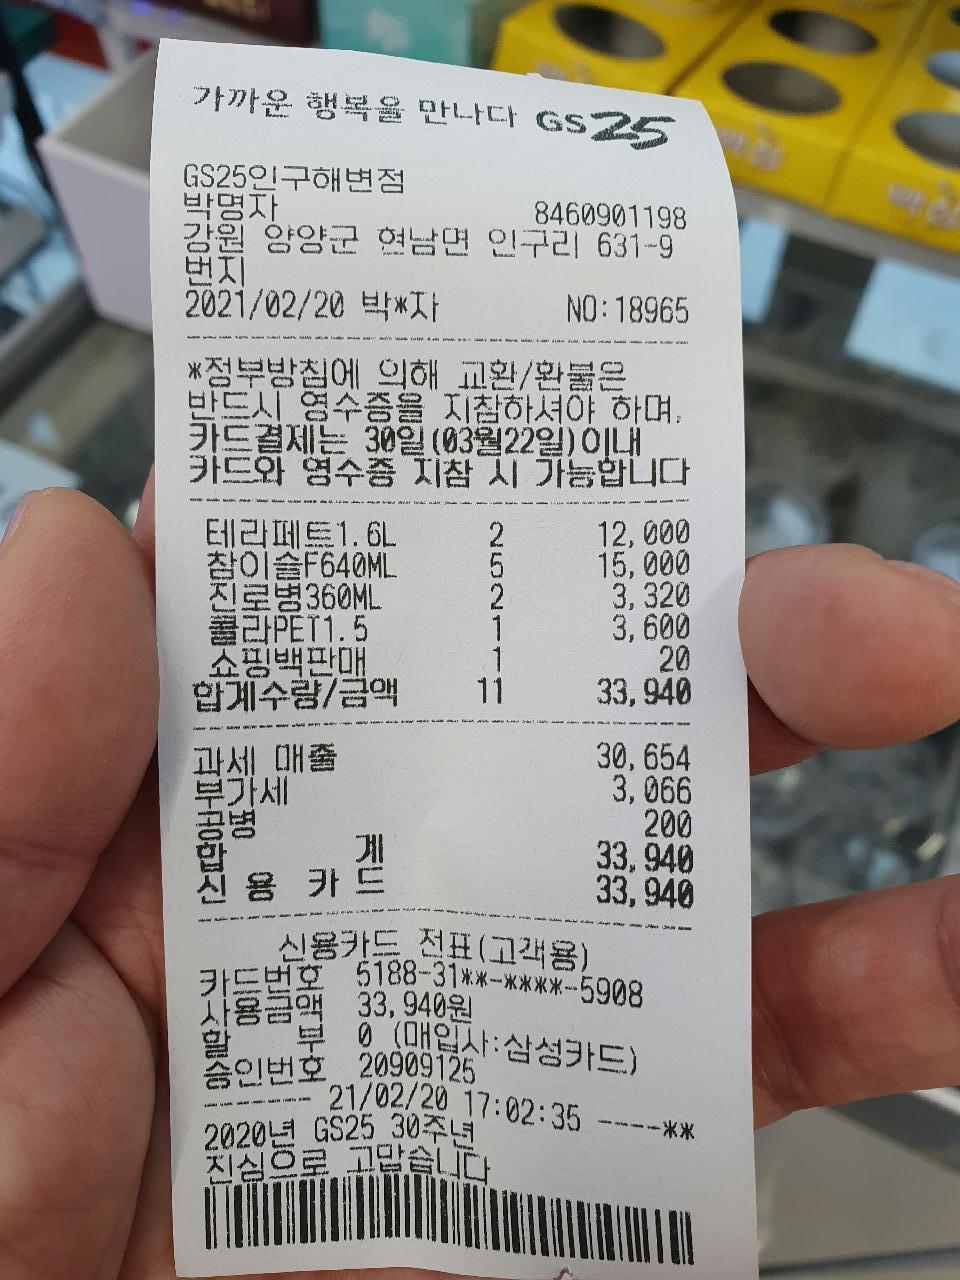 가까운 행복을 만나다 GS25
GS25인구해변점
박명자 8460901198
강원 양양군 현남면 인구리 631-9
번지
2021/02/20 박*자 NO:18965
*정부방침에 의해 교환/환불은
반드시 영수증을 지참하셔야 하며,
카드결제는 30일(03월22일)이내
카드와 영수증 지참 시 가능합니다
테라페트1.6L 2 12,000
참이슬F640ML 5 15,000
진로병360ML 2 3,320
콜라PET1.5 1 3,600
쇼핑백판매 1 20
합계수량/금액 11 33,940
과세 매출 30,654
부가세 3,066
공병 200
합 계 33,940
신 용 카 드 33,940
신용카드 전표(고객용)
카드번호 5188-31**-****-5908
사용금액 33,940원
할 부 0 (매입사:삼성카드)
승인번호 20909125
------ 21/02/20 17:02:35 ----**
2020년 GS25 30주년
진심으로 고맙습니다